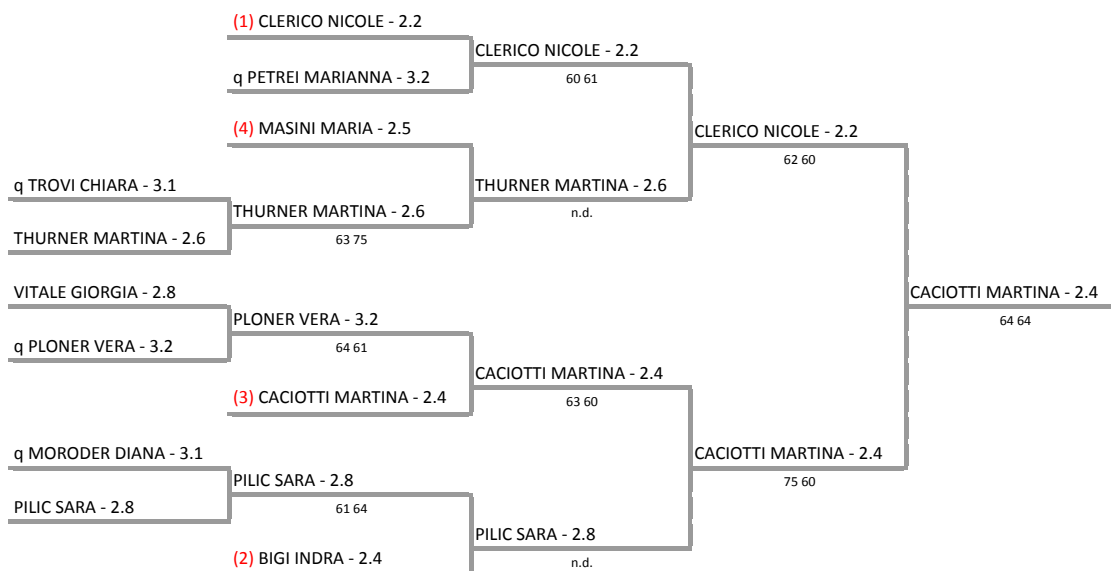 (1) CLERICO NICOLE - 2.2
CLERICO NICOLE - 2.2
q PETREI MARIANNA - 3.2
60 61
(4) MASINI MARIA - 2.5
CLERICO NICOLE - 2.2
62 60
q TROVI CHIARA - 3.1
THURNER MARTINA - 2.6
THURNER MARTINA - 2.6
n.d.
THURNER MARTINA - 2.6
63 75
VITALE GIORGIA - 2.8
CACIOTTI MARTINA - 2.4
PLONER VERA - 3.2
64 64
q PLONER VERA - 3.2
64 61
CACIOTTI MARTINA - 2.4
(3) CACIOTTI MARTINA - 2.4
63 60
q MORODER DIANA - 3.1
CACIOTTI MARTINA - 2.4
PILIC SARA - 2.8
75 60
PILIC SARA - 2.8
61 64
PILIC SARA - 2.8
(2) BIGI INDRA - 2.4
n.d.